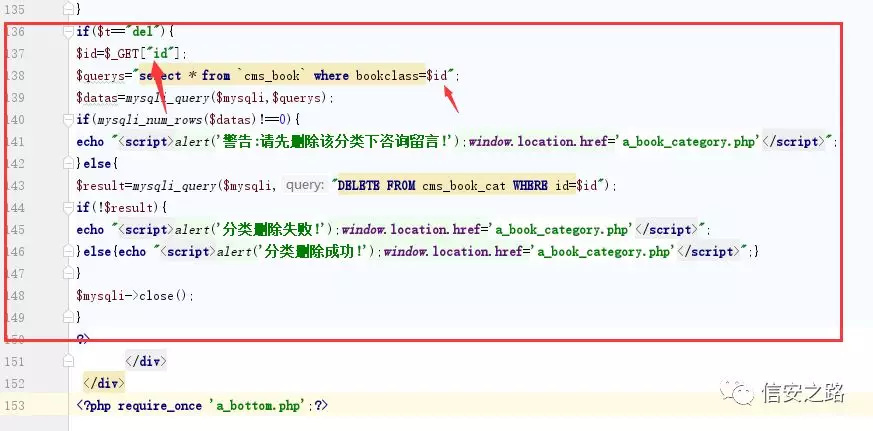 135 }
136 if($t=="del"){
137 $id=$_GET["id"];
138 $querys="select * from `cms_book` where bookclass=$id";
139 $datas=mysqli_query($mysqli,$querys);
140 if(mysqli_num_rows($datas)!==0){
141 echo "<script>alert('警告:请先删除该分类下咨询留言!');window.location.href='a_book_category.php'</script>";
142 }else{
143 $result=mysqli_query($mysqli, query: "DELETE FROM cms_book_cat WHERE id=$id");
144 if(!$result){
145 echo "<script>alert('分类删除失败!');window.location.href='a_book_category.php'</script>";
146 }else{echo "<script>alert('分类删除成功!');window.location.href='a_book_category.php'</script>";}
147 }
148 $mysqli->close();
149 }
150 ?>
151 </div>
152 </div>
153 <?php require_once 'a_bottom.php';?>
信安之路